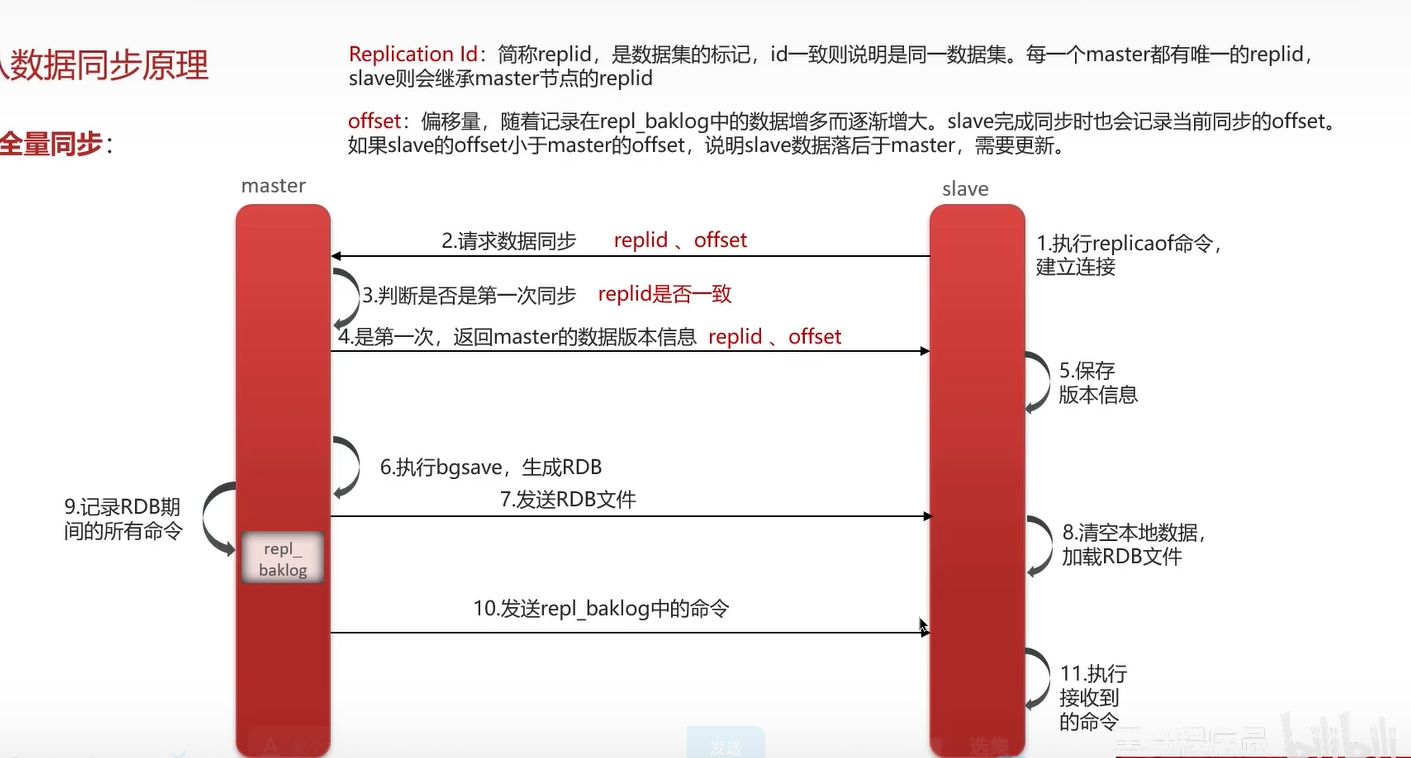 数据同步原理
Replication Id：简称replid，是数据集的标记，id一致则说明是同一数据集。每一个master都有唯一的replid，
slave则会继承master节点的replid
全量同步：
offset：偏移量，随着记录在repl_baklog中的数据增多而逐渐增大。slave完成同步时也会记录当前同步的offset。
如果slave的offset小于master的offset，说明slave数据落后于master，需要更新。
master
slave
1.执行replicaof命令，
建立连接
2.请求数据同步 replid 、offset
3.判断是否是第一次同步 replid是否一致
4.是第一次，返回master的数据版本信息 replid 、offset
5.保存
版本信息
6.执行bgsave，生成RDB
7.发送RDB文件
8.清空本地数据，
加载RDB文件
9.记录RDB期
间的所有命令
repl_
baklog
10.发送repl_baklog中的命令
11.执行
接收到
的命令
发送
选集
bilibili